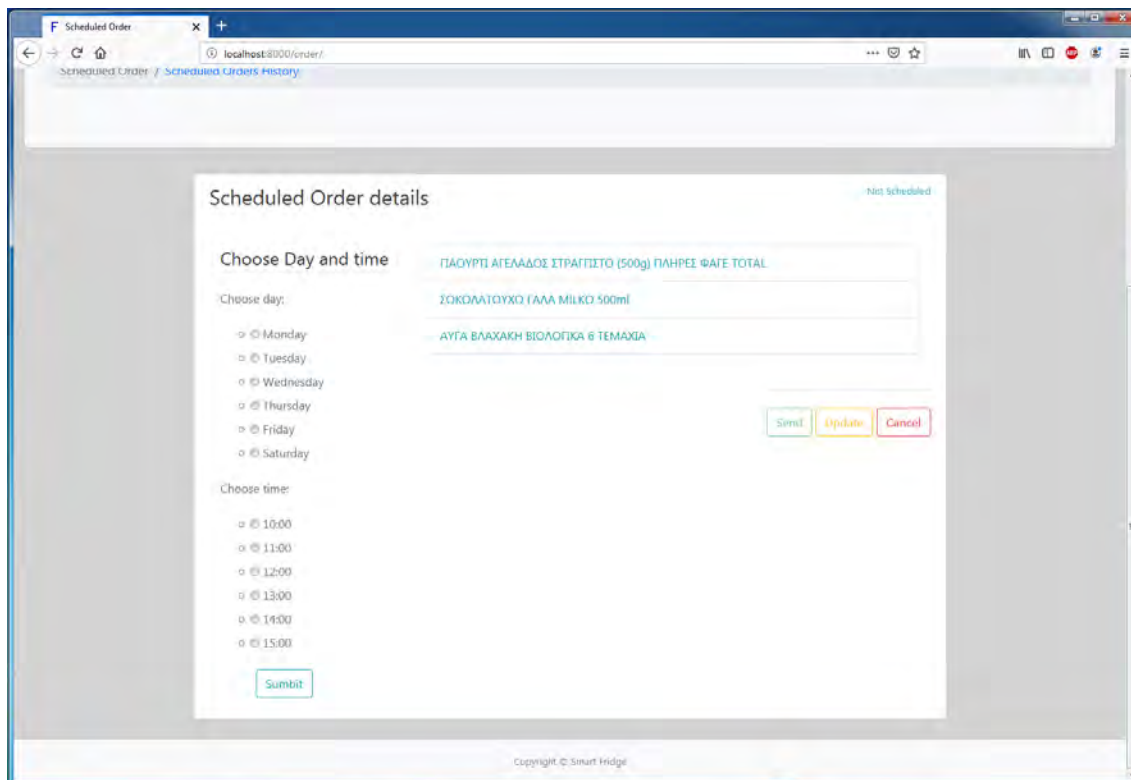 Scheduled Order
localhost:8000/order/
Scheduled Order / Scheduled Orders History
Scheduled Order details
Not Scheduled
Choose Day and time
Choose day:
Monday
Tuesday
Wednesday
Thursday
Friday
Saturday
Choose time:
10:00
11:00
12:00
13:00
14:00
15:00
Sumbit
ΓΙΑΟΥΡΤΙ ΑΓΕΛΑΔΟΣ ΣΤΡΑΓΓΙΣΤΟ (500g) ΠΛΗΡΕΣ ΦΑΓΕ TOTAL
ΣΟΚΟΛΑΤΟΥΧΟ ΓΑΛΑ MILKO 500ml
ΑΥΓΑ ΒΛΑΧΑΚΗ ΒΙΟΛΟΓΙΚΑ 6 ΤΕΜΑΧΙΑ
Send Update Cancel
Copyright © Smart Fridge